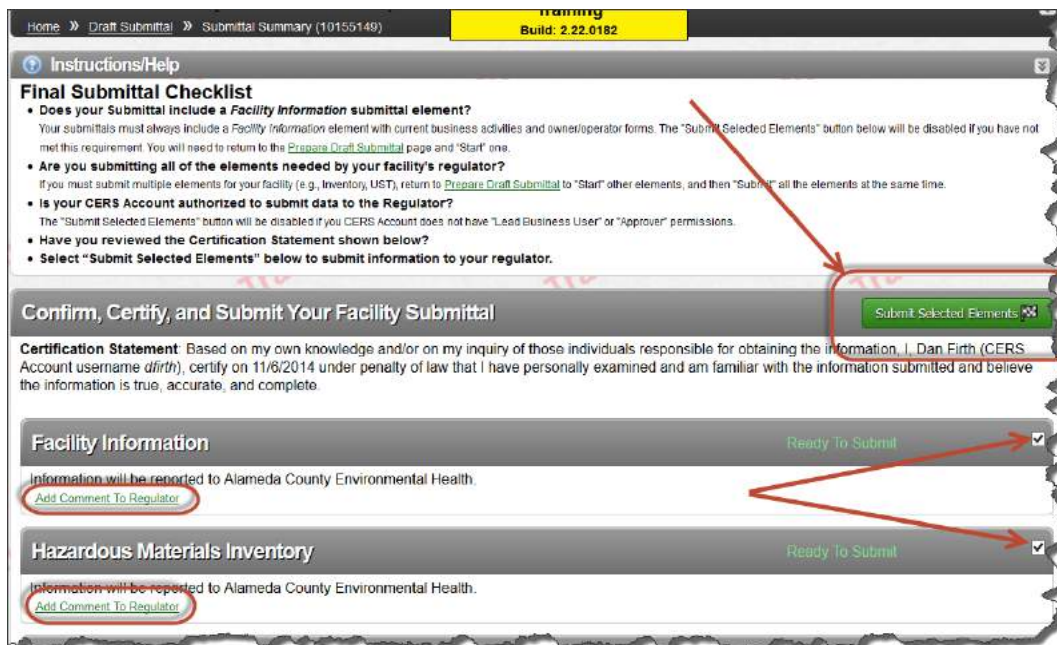 Training
Home » Draft Submittal » Submittal Summary (10155149)
Build: 2.22.0182
Instructions/Help
Final Submittal Checklist
• Does your Submittal include a Facility Information submittal element?
Your submittals must always include a Facility Information element with current business activities and owner/operator forms. The "Submit Selected Elements" button below will be disabled if you have not
met this requirement. You will need to return to the Prepare Draft Submittal page and "Start" one.
• Are you submitting all of the elements needed by your facility's regulator?
If you must submit multiple elements for your facility (e.g., Inventory, UST), return to Prepare Draft Submittal to "Start" other elements, and then "Submit" all the elements at the same time.
• Is your CERS Account authorized to submit data to the Regulator?
The "Submit Selected Elements" button will be disabled if you CERS Account does not have "Lead Business User" or "Approver" permissions.
• Have you reviewed the Certification Statement shown below?
• Select "Submit Selected Elements" below to submit information to your regulator.
Confirm, Certify, and Submit Your Facility Submittal
Submit Selected Elements
Certification Statement: Based on my own knowledge and/or on my inquiry of those individuals responsible for obtaining the information, I, Dan Firth (CERS
Account username dfirth), certify on 11/6/2014 under penalty of law that I have personally examined and am familiar with the information submitted and believe
the information is true, accurate, and complete.
Facility Information
Ready To Submit
Information will be reported to Alameda County Environmental Health.
Add Comment To Regulator
Hazardous Materials Inventory
Ready To Submit
Information will be reported to Alameda County Environmental Health.
Add Comment To Regulator